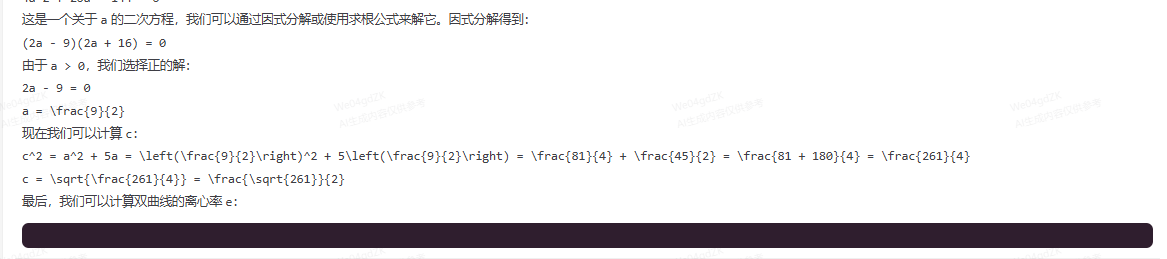 这是一个关于 a 的二次方程，我们可以通过因式分解或使用求根公式来解它。因式分解得到：
(2a - 9)(2a + 16) = 0
由于 a > 0，我们选择正的解：
2a - 9 = 0
a = \frac{9}{2}
现在我们可以计算 c：
c^2 = a^2 + 5a = \left(\frac{9}{2}\right)^2 + 5\left(\frac{9}{2}\right) = \frac{81}{4} + \frac{45}{2} = \frac{81 + 180}{4} = \frac{261}{4}
c = \sqrt{\frac{261}{4}} = \frac{\sqrt{261}}{2}
最后，我们可以计算双曲线的离心率 e：